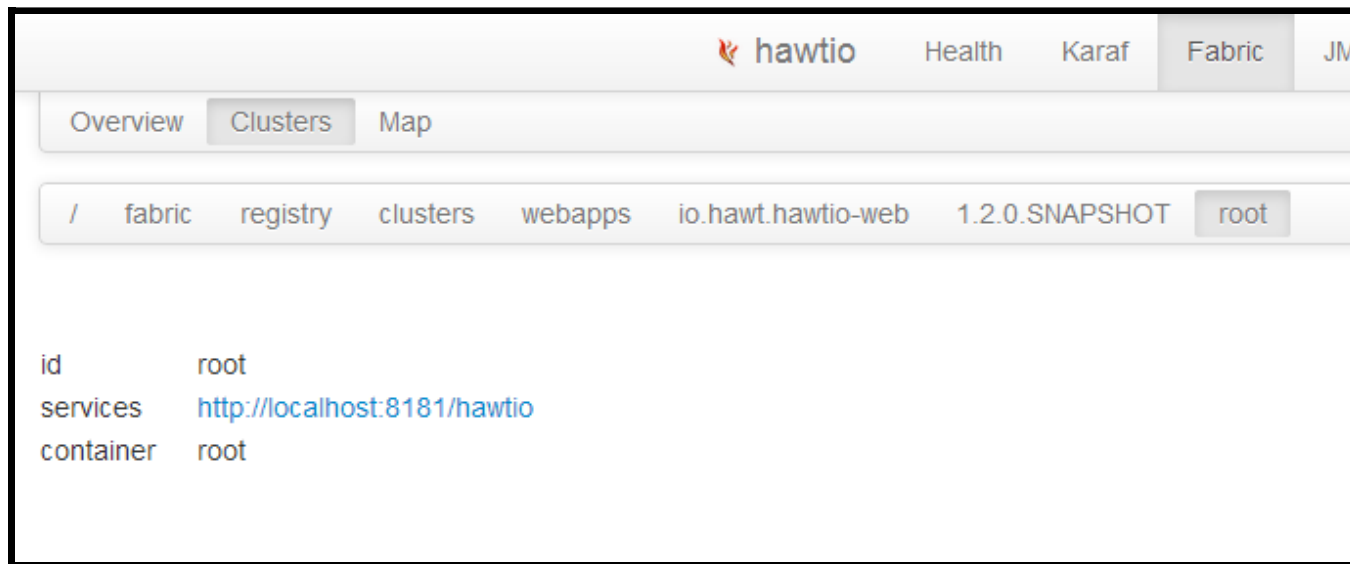 hawtio Health Karaf Fabric JM
Overview Clusters Map
/ fabric registry clusters webapps io.hawt.hawtio-web 1.2.0.SNAPSHOT root
id root
services http://localhost:8181/hawtio
container root